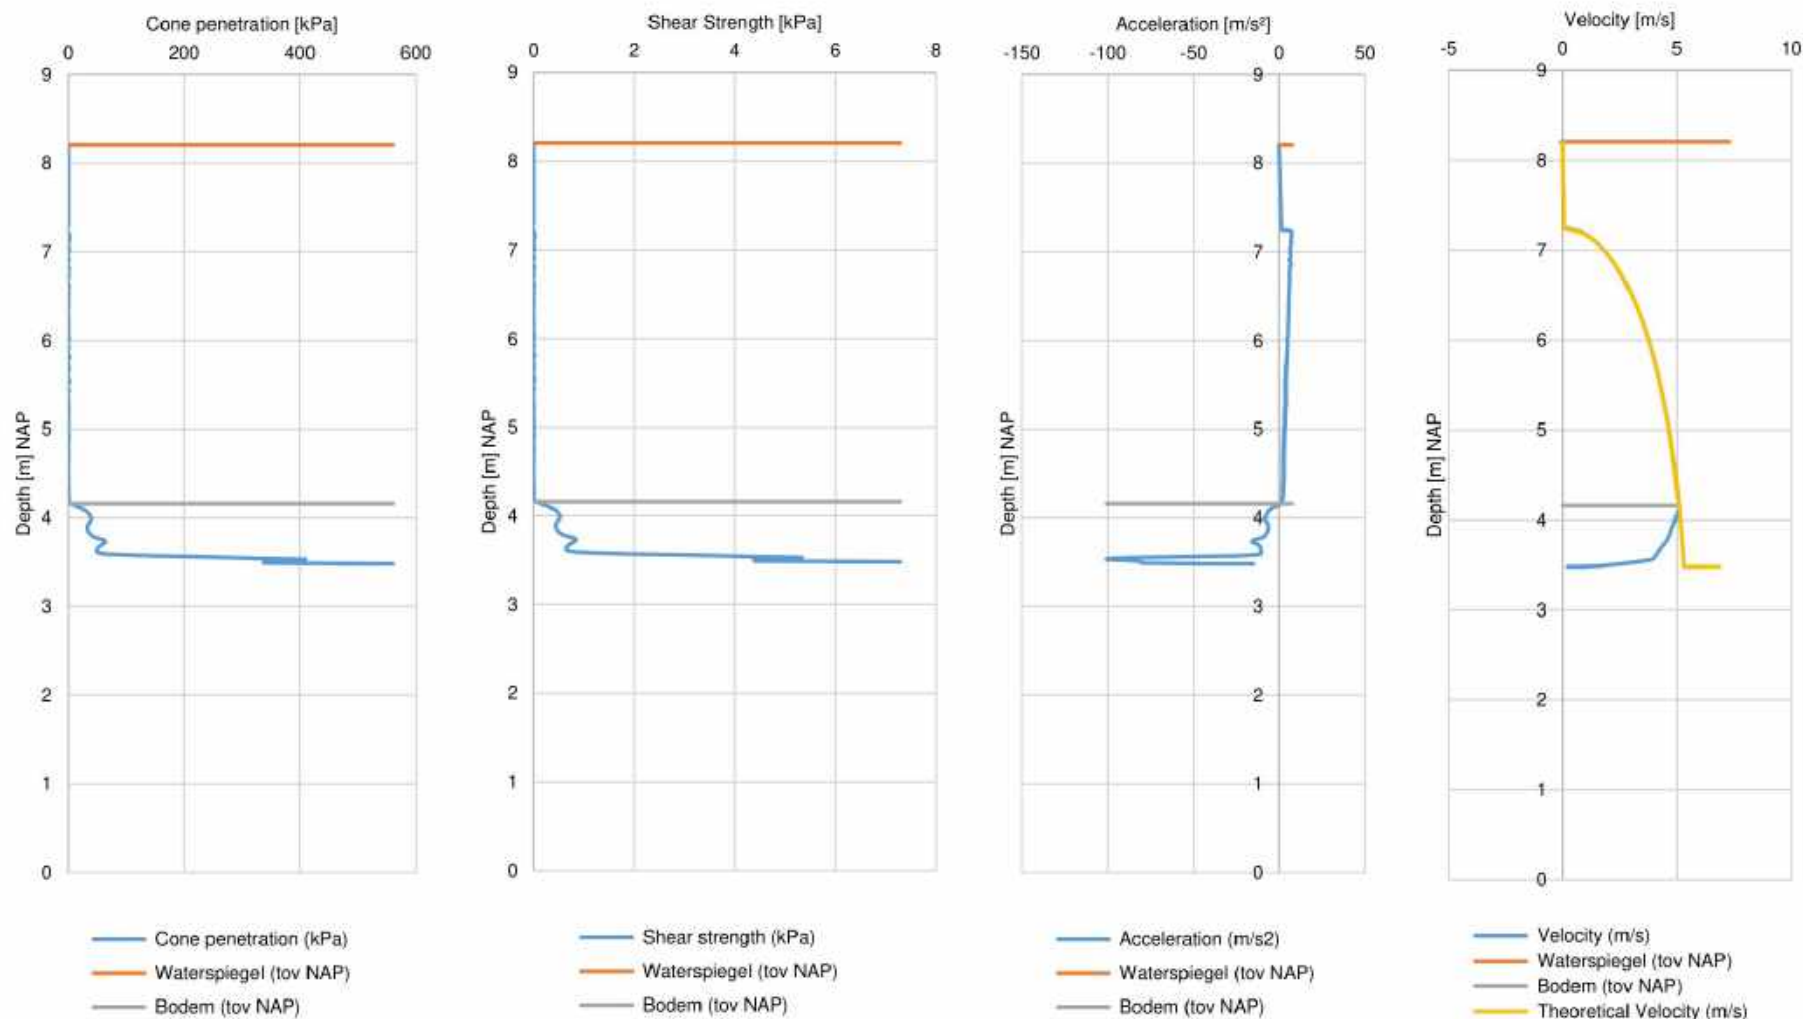 Cone penetration [kPa]
0 200 400 600
9
8
7
6
5
4
3
2
1
0
Depth [m] NAP
Cone penetration (kPa)
Waterspiegel (tov NAP)
Bodem (tov NAP)
Shear Strength [kPa]
0 2 4 6 8
9
8
7
6
5
4
3
2
1
0
Depth [m] NAP
Shear strength (kPa)
Waterspiegel (tov NAP)
Bodem (tov NAP)
Acceleration [m/s²]
-150 -100 -50 0 50
9
8
7
6
5
4
3
2
1
0
Depth [m] NAP
Acceleration (m/s2)
Waterspiegel (tov NAP)
Bodem (tov NAP)
Velocity [m/s]
-5 0 5 10
9
8
7
6
5
4
3
2
1
0
Depth [m] NAP
Velocity (m/s)
Waterspiegel (tov NAP)
Bodem (tov NAP)
Theoretical Velocity (m/s)